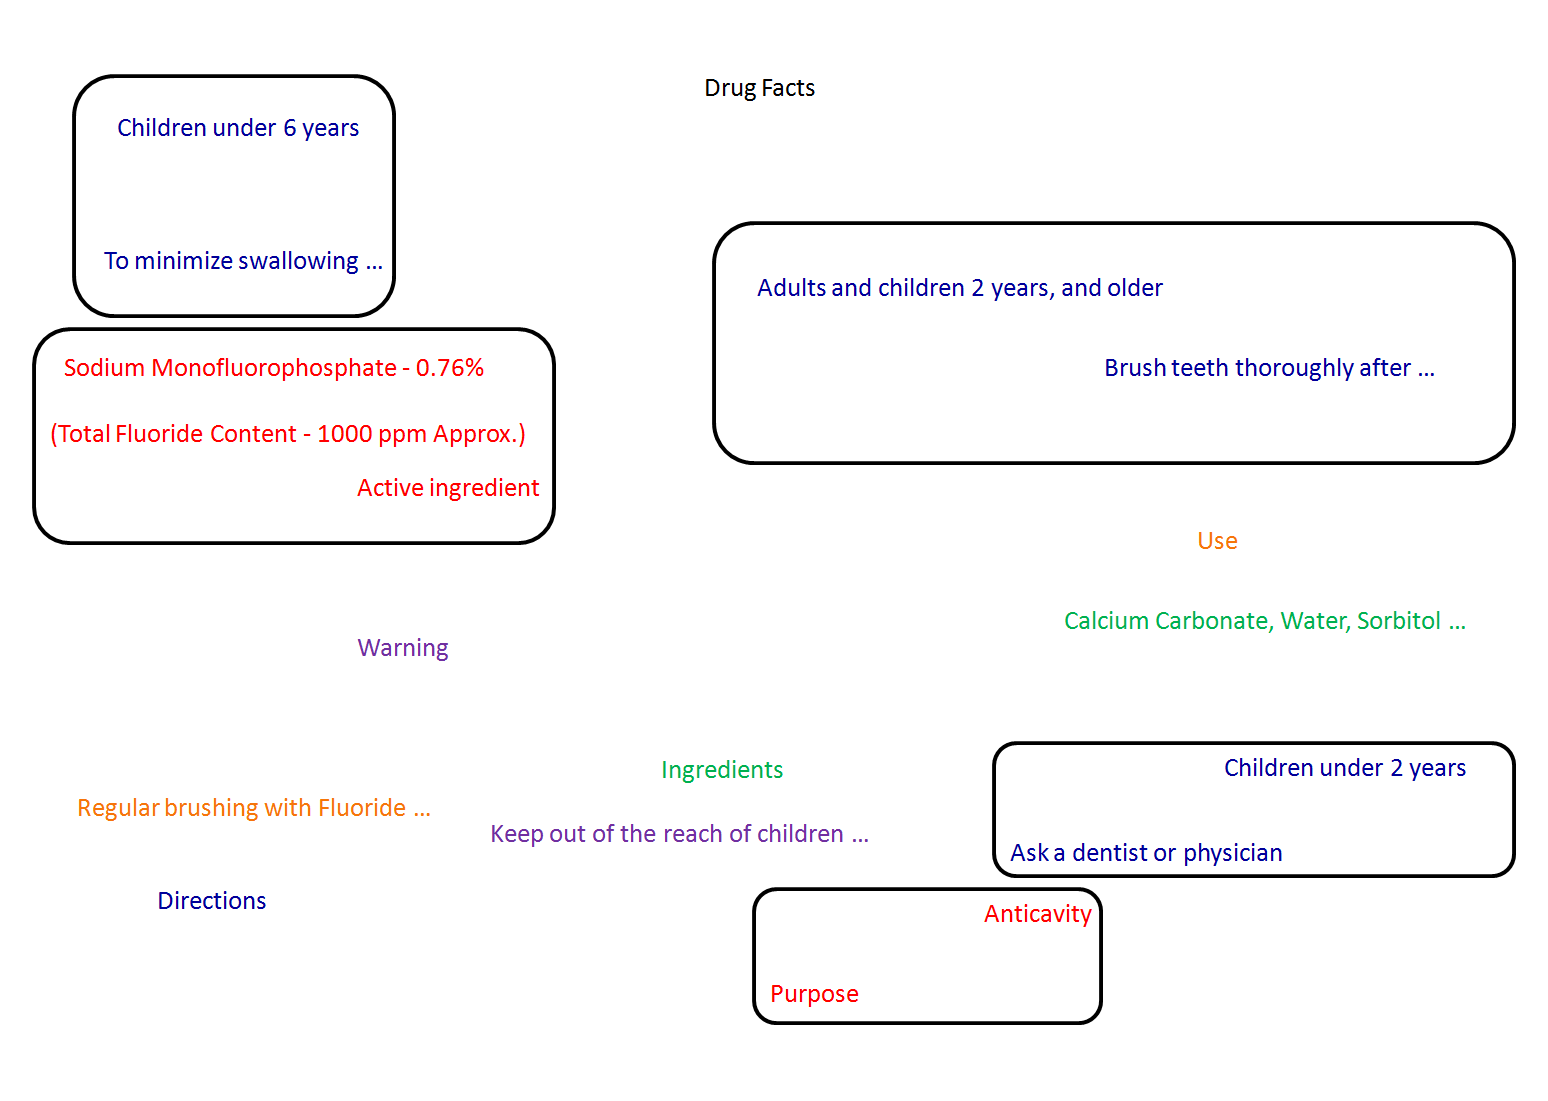 Drug Facts
Children under 6 years
To minimize swallowing ...
Adults and children 2 years, and older
Brush teeth thoroughly after ...
Sodium Monofluorophosphate - 0.76%
(Total Fluoride Content - 1000 ppm Approx.)
Active ingredient
Use
Calcium Carbonate, Water, Sorbitol ...
Warning
Ingredients
Children under 2 years
Regular brushing with Fluoride ...
Keep out of the reach of children ...
Ask a dentist or physician
Directions
Anticavity
Purpose